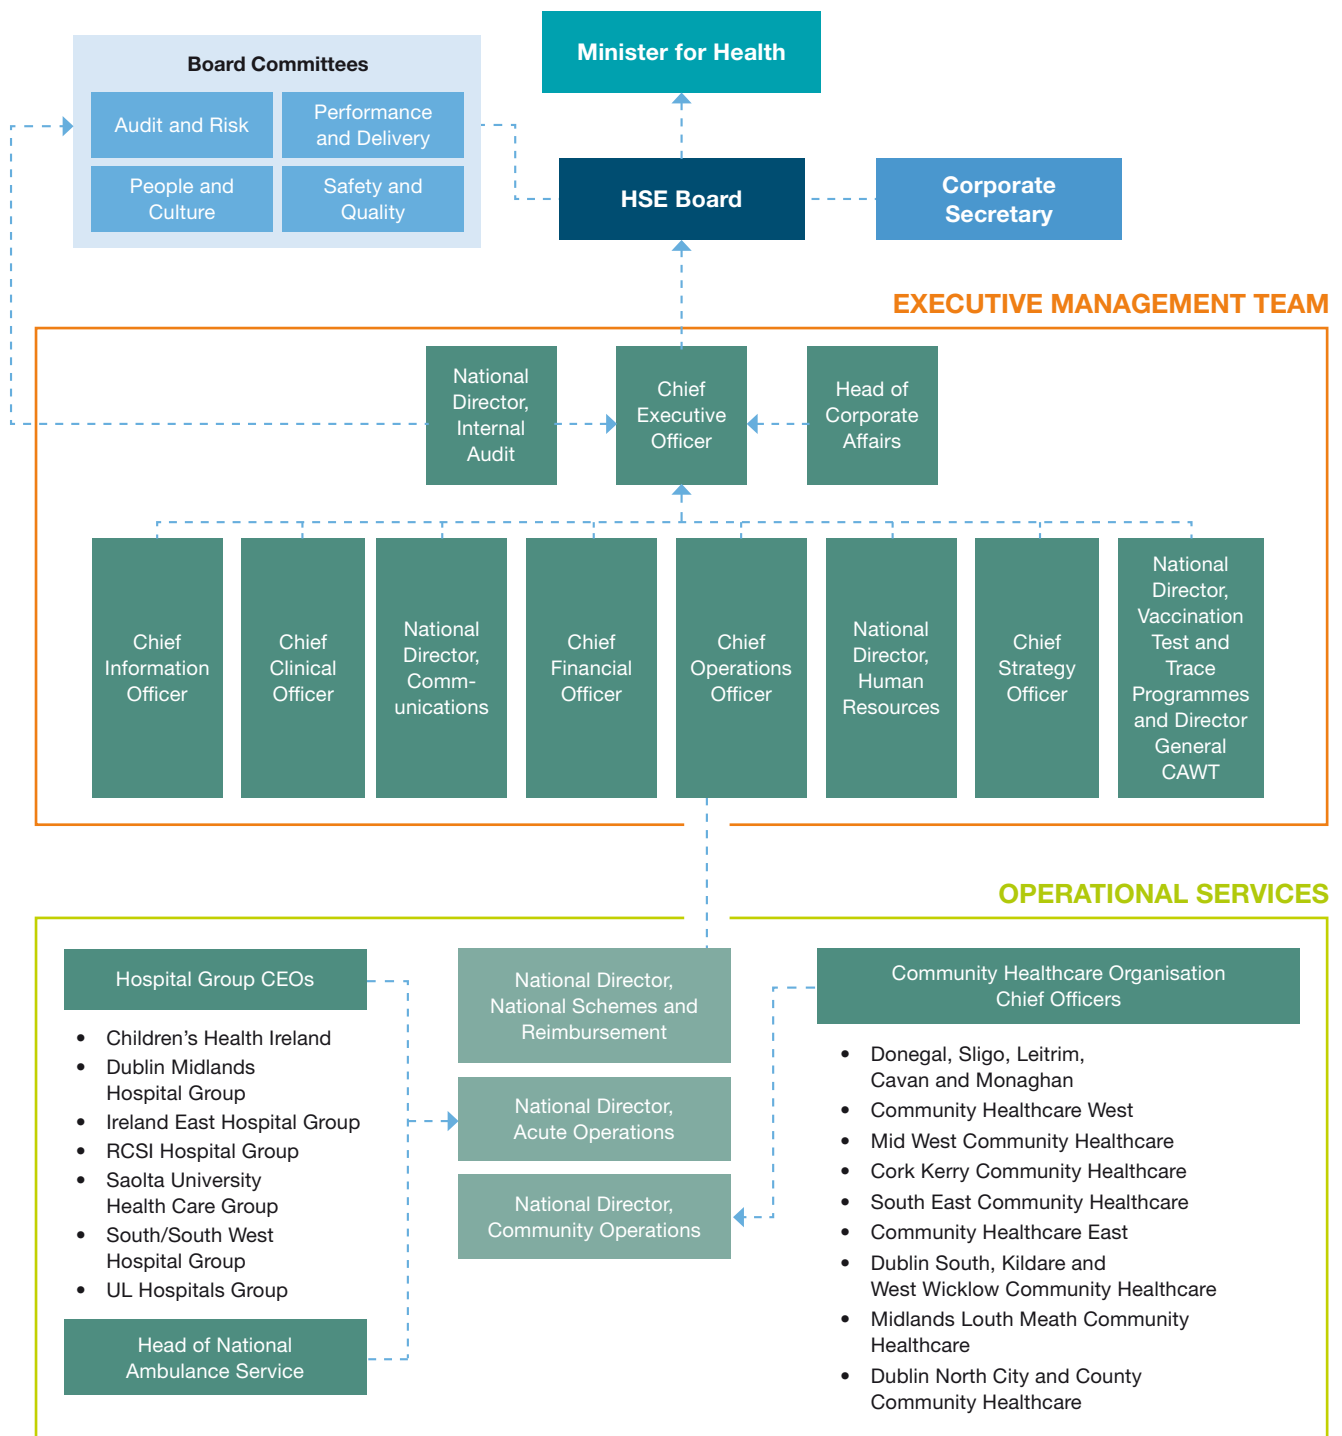 Minister for Health
Board Committees
Audit and Risk
Performance
and Delivery
People and
Culture
Safety and
Quality
HSE Board
Corporate
Secretary
EXECUTIVE MANAGEMENT TEAM
National
Director,
Internal
Audit
Chief
Executive
Officer
Head of
Corporate
Affairs
Chief
Information
Officer
Chief
Clinical
Officer
National
Director,
Comm-
unications
Chief
Financial
Officer
Chief
Operations
Officer
National
Director,
Human
Resources
Chief
Strategy
Officer
National
Director,
Vaccination
Test and
Trace
Programmes
and Director
General
CAWT
OPERATIONAL SERVICES
Hospital Group CEOs
• Children's Health Ireland
• Dublin Midlands
Hospital Group
• Ireland East Hospital Group
• RCSI Hospital Group
• Saolta University
Health Care Group
• South/South West
Hospital Group
• UL Hospitals Group
Head of National
Ambulance Service
National Director,
National Schemes and
Reimbursement
National Director,
Acute Operations
National Director,
Community Operations
Community Healthcare Organisation
Chief Officers
• Donegal, Sligo, Leitrim,
Cavan and Monaghan
• Community Healthcare West
• Mid West Community Healthcare
• Cork Kerry Community Healthcare
• South East Community Healthcare
• Community Healthcare East
• Dublin South, Kildare and
West Wicklow Community Healthcare
• Midlands Louth Meath Community
Healthcare
• Dublin North City and County
Community Healthcare